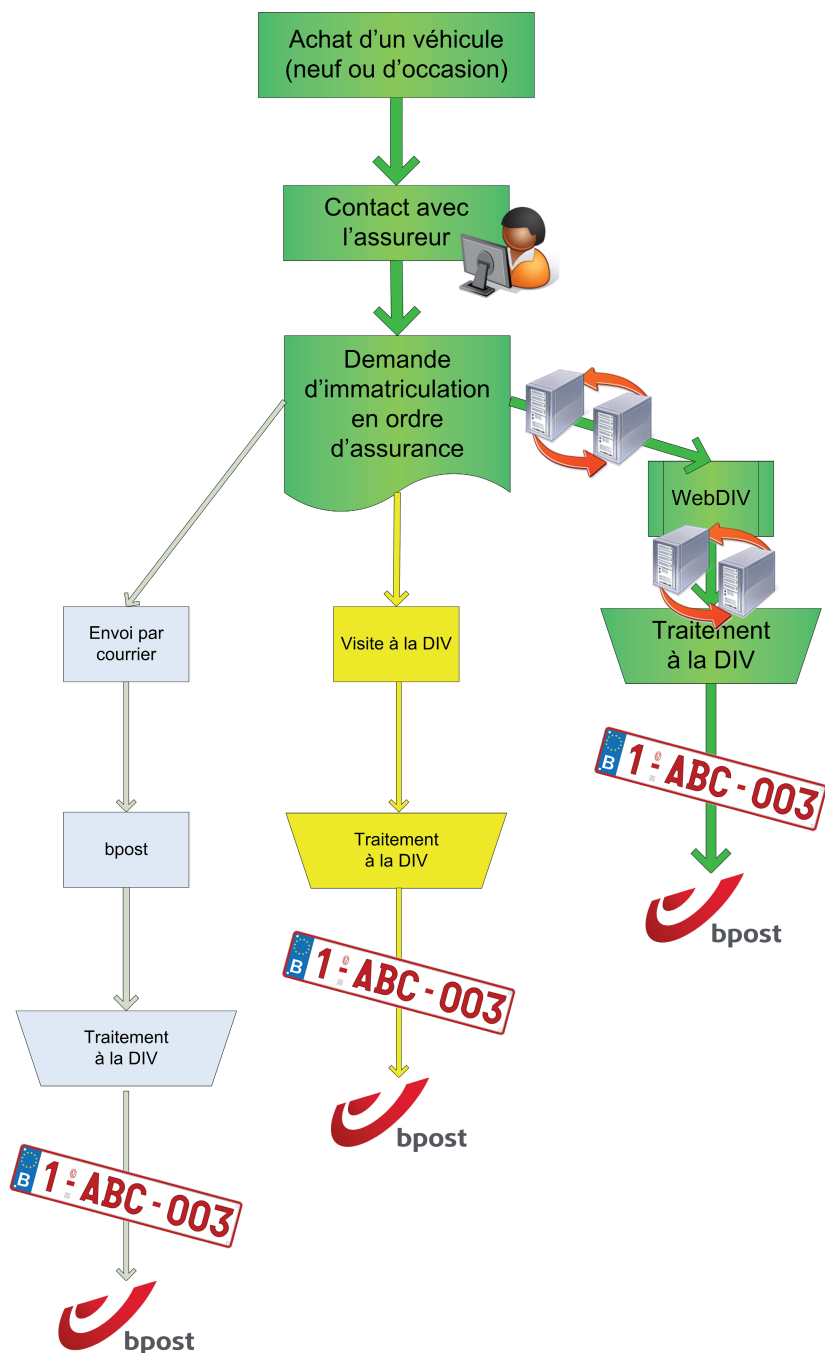 Achat d’un véhicule
(neuf ou d’occasion)
Contact avec
l’assureur
Demande
d’immatriculation
en ordre
d’assurance
WebDIV
Traitement
à la DIV
B 1-ABC-003
bpost
Visite à la DIV
Traitement
à la DIV
B 1-ABC-003
bpost
Envoi par
courrier
bpost
Traitement
à la DIV
B 1-ABC-003
bpost